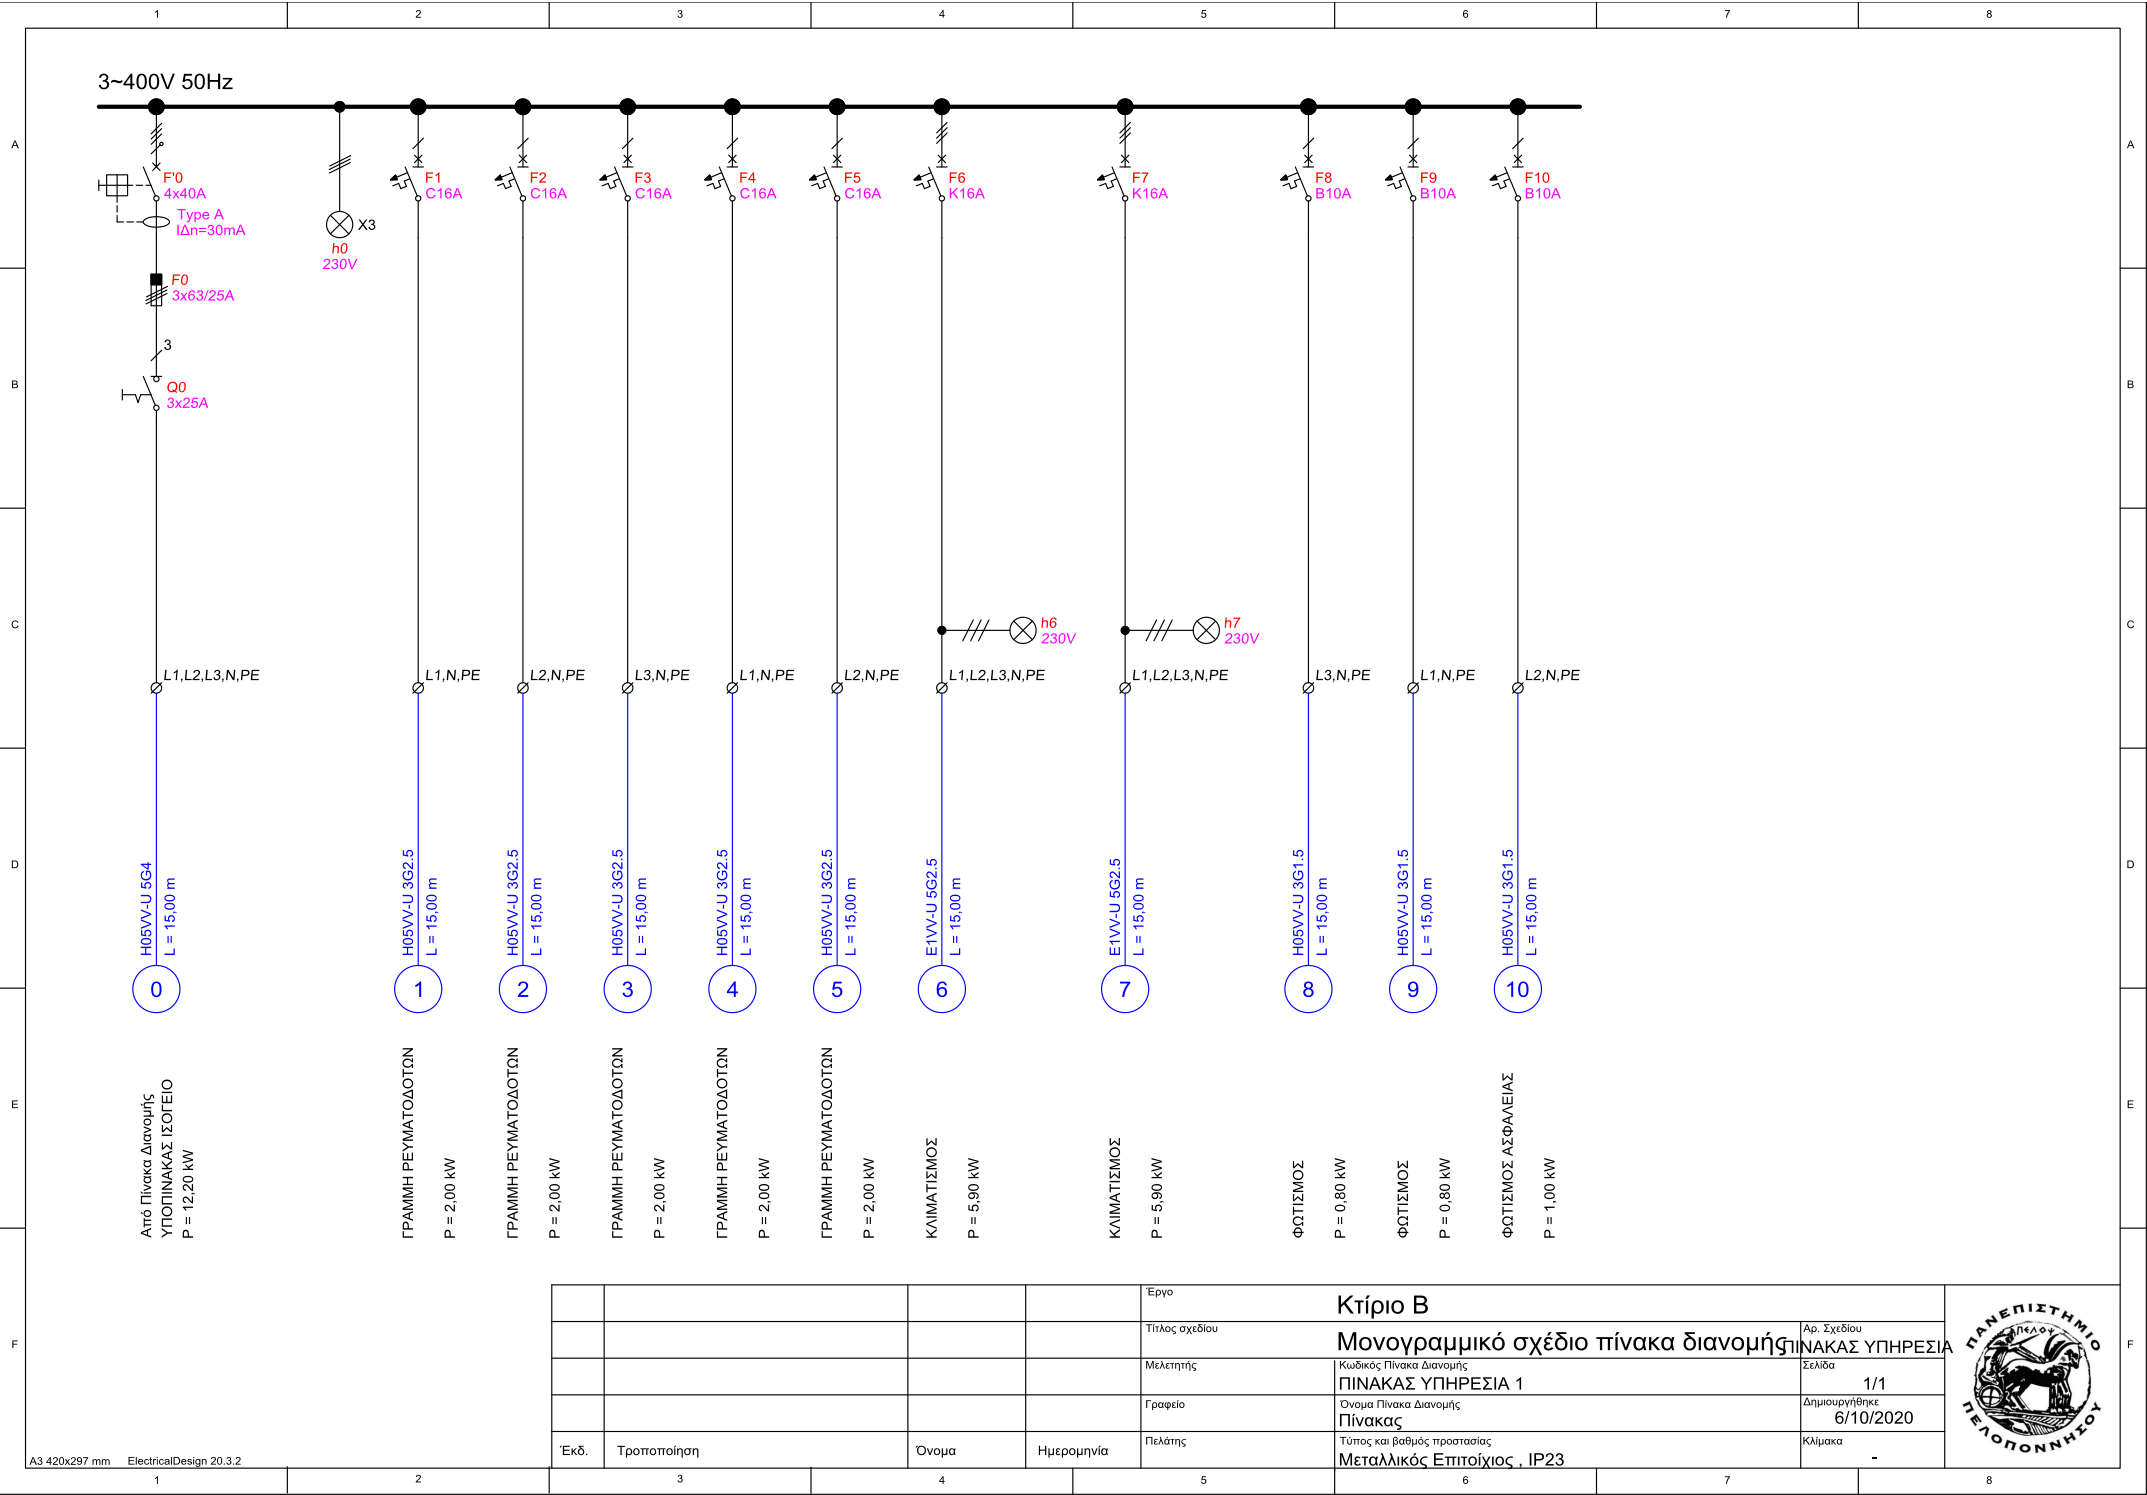 1 2 3 4 5 6 7 8
A A
B B
C C
D D
E E
F F
3~400V 50Hz
F'0
4x40A
Type A
IΔn=30mA
F0
3x63/25A
3
Q0
3x25A
X3
h0
230V
F1
C16A
F2
C16A
F3
C16A
F4
C16A
F5
C16A
F6
K16A
F7
K16A
F8
B10A
F9
B10A
F10
B10A
h6
230V
h7
230V
L1,L2,L3,N,PE
L1,N,PE
L2,N,PE
L3,N,PE
L1,N,PE
L2,N,PE
L1,L2,L3,N,PE
L1,L2,L3,N,PE
L3,N,PE
L1,N,PE
L2,N,PE
H05VV-U 5G4
L = 15,00 m
H05VV-U 3G2.5
L = 15,00 m
H05VV-U 3G2.5
L = 15,00 m
H05VV-U 3G2.5
L = 15,00 m
H05VV-U 3G2.5
L = 15,00 m
H05VV-U 3G2.5
L = 15,00 m
E1VV-U 5G2.5
L = 15,00 m
E1VV-U 5G2.5
L = 15,00 m
H05VV-U 3G1.5
L = 15,00 m
H05VV-U 3G1.5
L = 15,00 m
H05VV-U 3G1.5
L = 15,00 m
0 1 2 3 4 5 6 7 8 9 10
Από Πίνακα Διανομής
ΥΠΟΠΙΝΑΚΑΣ ΙΣΟΓΕΙΟ
P = 12,20 kW
ΓΡΑΜΜΗ ΡΕΥΜΑΤΟΔΟΤΩΝ
P = 2,00 kW
ΓΡΑΜΜΗ ΡΕΥΜΑΤΟΔΟΤΩΝ
P = 2,00 kW
ΓΡΑΜΜΗ ΡΕΥΜΑΤΟΔΟΤΩΝ
P = 2,00 kW
ΓΡΑΜΜΗ ΡΕΥΜΑΤΟΔΟΤΩΝ
P = 2,00 kW
ΓΡΑΜΜΗ ΡΕΥΜΑΤΟΔΟΤΩΝ
P = 2,00 kW
ΚΛΙΜΑΤΙΣΜΟΣ
P = 5,90 kW
ΚΛΙΜΑΤΙΣΜΟΣ
P = 5,90 kW
ΦΩΤΙΣΜΟΣ
P = 0,80 kW
ΦΩΤΙΣΜΟΣ
P = 0,80 kW
ΦΩΤΙΣΜΟΣ ΑΣΦΑΛΕΙΑΣ
P = 1,00 kW
Έργο
Κτίριο Β
Τίτλος σχεδίου
Μονογραμμικό σχέδιο πίνακα διανομής
Αρ. Σχεδίου
ΠΙΝΑΚΑΣ ΥΠΗΡΕΣΙΑ
Μελετητής
Κωδικός Πίνακα Διανομής
ΠΙΝΑΚΑΣ ΥΠΗΡΕΣΙΑ 1
Σελίδα
1/1
Γραφείο
Όνομα Πίνακα Διανομής
Πίνακας
Δημιουργήθηκε
6/10/2020
Πελάτης
Τύπος και βαθμός προστασίας
Μεταλλικός Επιτοίχιος , IP23
Κλίμακα
-
Έκδ. Τροποποίηση Όνομα Ημερομηνία
ΠΑΝΕΠΙΣΤΗΜΙΟ
ΠΕΛΟΨ
ΠΕΛΟΠΟΝΝΗΣΟΥ
A3 420x297 mm ElectricalDesign 20.3.2
1 2 3 4 5 6 7 8